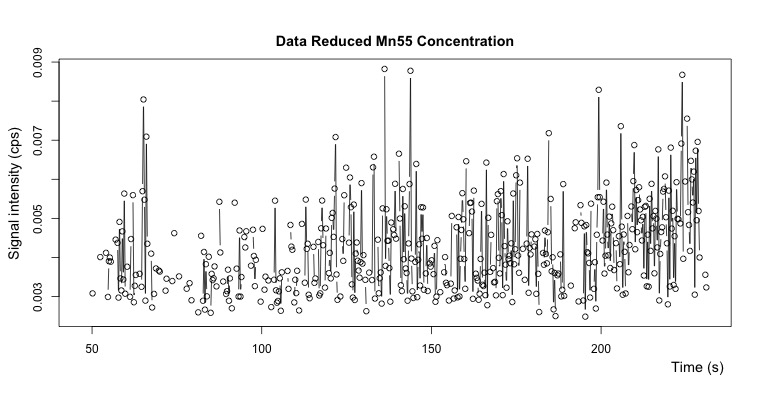 Data Reduced Mn55 Concentration
Signal intensity (cps)
0.009
0.007
0.005
0.003
50 100 150 200
Time (s)